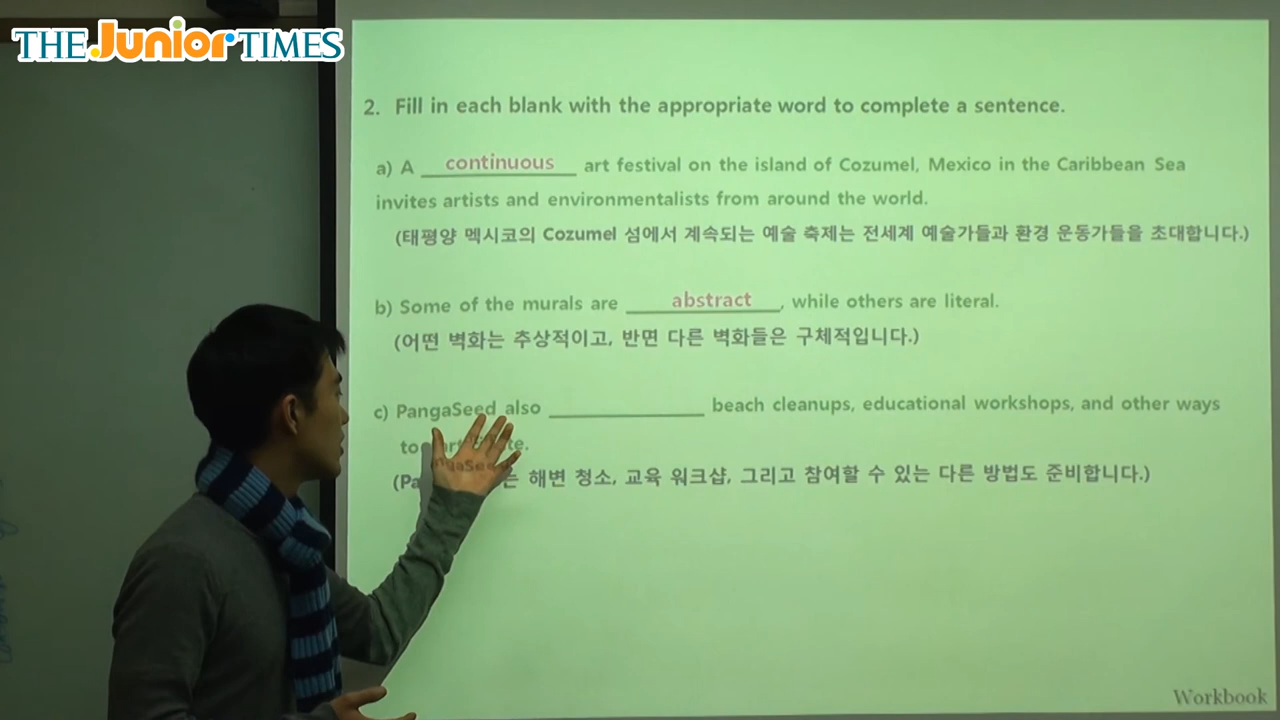 THE Junior TIMES
2. Fill in each blank with the appropriate word to complete a sentence.
a) A continuous art festival on the island of Cozumel, Mexico in the Caribbean Sea
invites artists and environmentalists from around the world.
(태평양 멕시코의 Cozumel 섬에서 계속되는 예술 축제는 전세계 예술가들과 환경 운동가들을 초대합니다.)
b) Some of the murals are abstract, while others are literal.
(어떤 벽화는 추상적이고, 반면 다른 벽화들은 구체적입니다.)
c) PangaSeed also ____________ beach cleanups, educational workshops, and other ways
to
해변 청소, 교육 워크샵, 그리고 참여할 수 있는 다른 방법도 준비합니다.)
Workbook